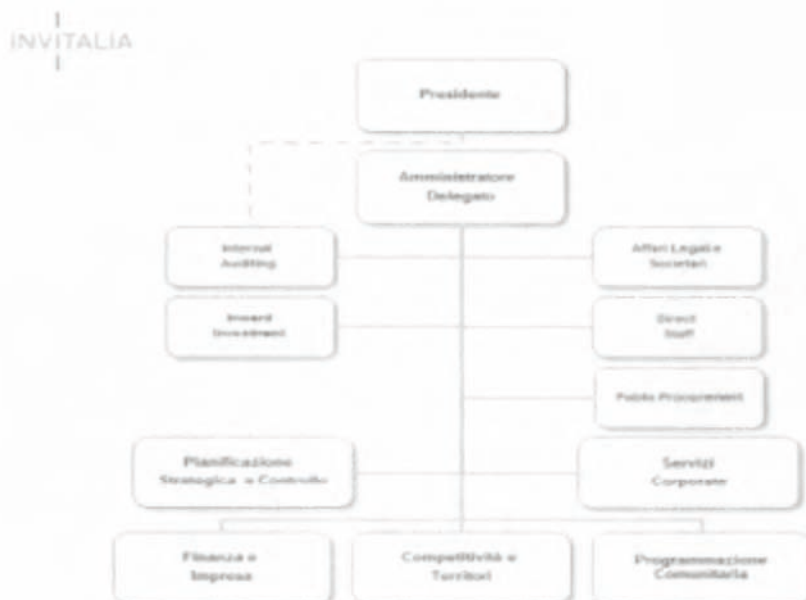 INVITALIA
Presidente
Amministratore
Delegato
Internal
Auditing
Affari Legali e
Societari
Inward
Investment
Direct
Staff
Public Procurement
Pianificazione
Strategica e Controllo
Servizi
Corporate
Finanza e
Impresa
Competitività e
Territori
Programmazione
Comunitaria